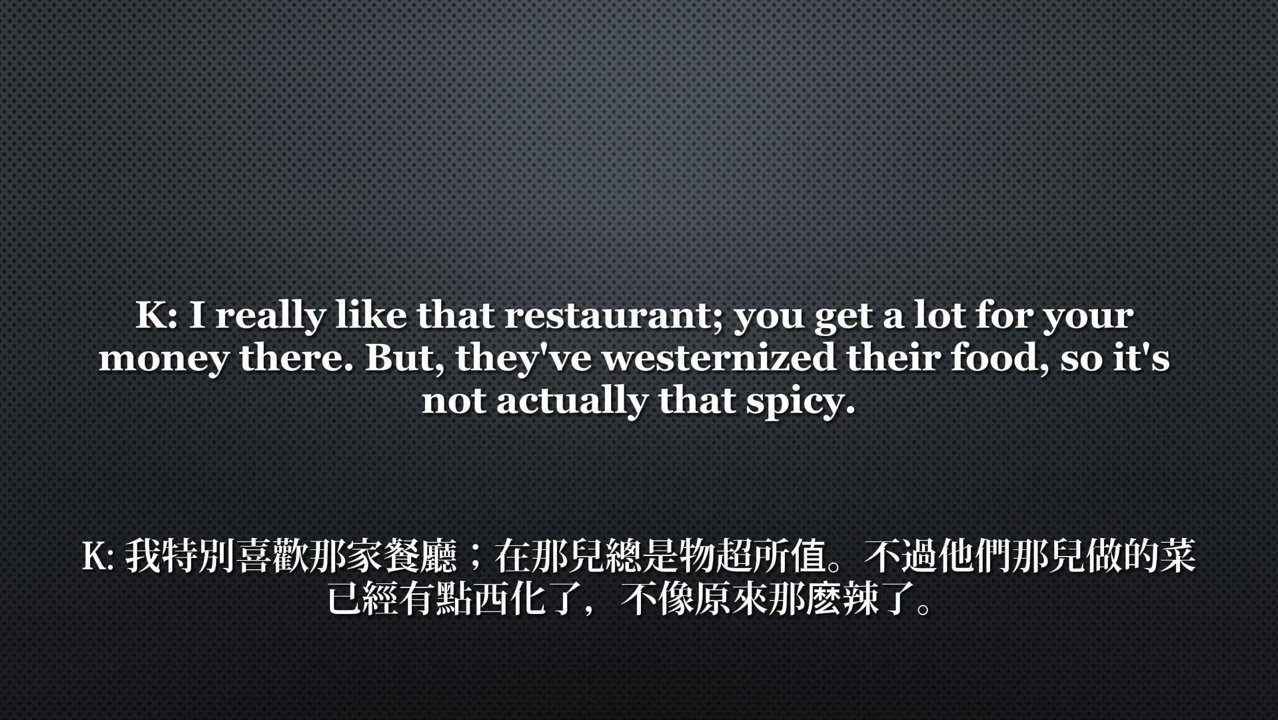 K: I really like that restaurant; you get a lot for your
money there. But, they've westernized their food, so it's
not actually that spicy.
K: 我特別喜歡那家餐廳；在那兒總是物超所值。不過他們那兒做的菜
已經有點西化了，不像原來那麽辣了。